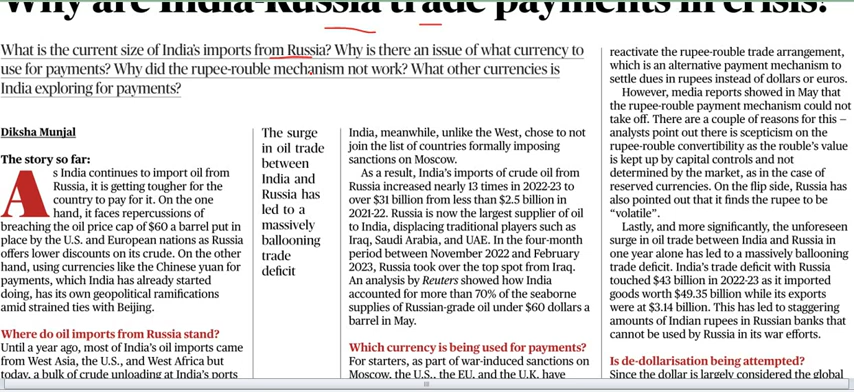 Why are India-Russia trade payments in crisis?
What is the current size of India's imports from Russia? Why is there an issue of what currency to
use for payments? Why did the rupee-rouble mechanism not work? What other currencies is
India exploring for payments?
Diksha Munjal
The story so far:
As India continues to import oil from
Russia, it is getting tougher for the
country to pay for it. On the one
hand, it faces repercussions of
breaching the oil price cap of $60 a barrel put in
place by the U.S. and European nations as Russia
offers lower discounts on its crude. On the other
hand, using currencies like the Chinese yuan for
payments, which India has already started
doing, has its own geopolitical ramifications
amid strained ties with Beijing.
Where do oil imports from Russia stand?
Until a year ago, most of India's oil imports came
from West Asia, the U.S., and West Africa but
today, a bulk of crude unloading at India's ports
The surge
in oil trade
between
India and
Russia has
led to a
massively
ballooning
trade
deficit
India, meanwhile, unlike the West, chose to not
join the list of countries formally imposing
sanctions on Moscow.
As a result, India's imports of crude oil from
Russia increased nearly 13 times in 2022-23 to
over $31 billion from less than $2.5 billion in
2021-22. Russia is now the largest supplier of oil
to India, displacing traditional players such as
Iraq, Saudi Arabia, and UAE. In the four-month
period between November 2022 and February
2023, Russia took over the top spot from Iraq.
An analysis by Reuters showed how India
accounted for more than 70% of the seaborne
supplies of Russian-grade oil under $60 dollars a
barrel in May.
Which currency is being used for payments?
For starters, as part of war-induced sanctions on
Moscow, the U.S., the EU, and the U.K. have
reactivate the rupee-rouble trade arrangement,
which is an alternative payment mechanism to
settle dues in rupees instead of dollars or euros.
However, media reports showed in May that
the rupee-rouble payment mechanism could not
take off. There are a couple of reasons for this —
analysts point out there is scepticism on the
rupee-rouble convertibility as the rouble's value
is kept up by capital controls and not
determined by the market, as in the case of
reserved currencies. On the flip side, Russia has
also pointed out that it finds the rupee to be
“volatile”.
Lastly, and more significantly, the unforeseen
surge in oil trade between India and Russia in
one year alone has led to a massively ballooning
trade deficit. India's trade deficit with Russia
touched $43 billion in 2022-23 as it imported
goods worth $49.35 billion while its exports
were at $3.14 billion. This has led to staggering
amounts of Indian rupees in Russian banks that
cannot be used by Russia in its war efforts.
Is de-dollarisation being attempted?
Since the dollar is largely considered the global